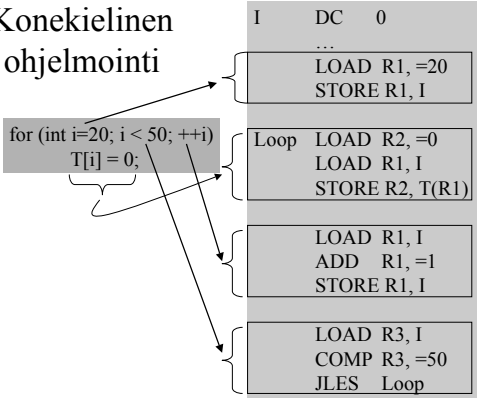 Konekielinen
ohjelmointi
for (int i=20; i < 50; ++i)
T[i] = 0;
I DC 0
…
LOAD R1, =20
STORE R1, I
Loop LOAD R2, =0
LOAD R1, I
STORE R2, T(R1)
LOAD R1, I
ADD R1, =1
STORE R1, I
LOAD R3, I
COMP R3, =50
JLES Loop